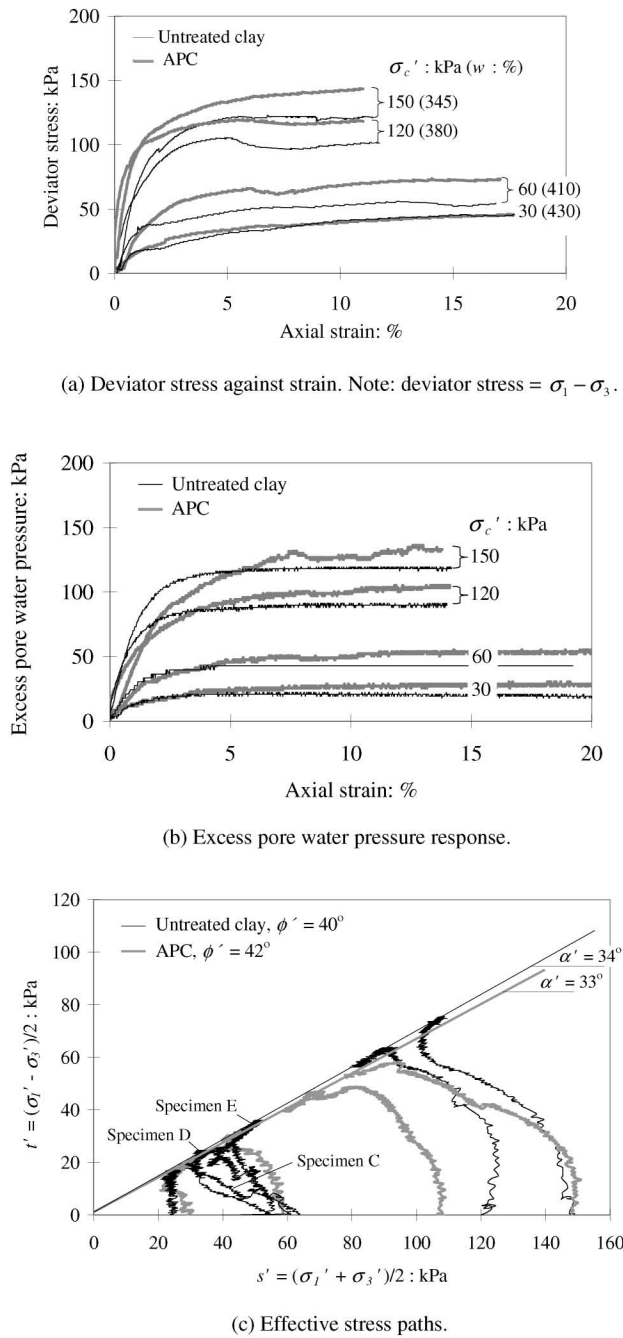 Untreated clay
APC
σc′ : kPa (w : %)
200
150
100
50
0
150 (345)
120 (380)
60 (410)
30 (430)
Deviator stress: kPa
0 5 10 15 20
Axial strain: %
(a) Deviator stress against strain. Note: deviator stress = σ1 − σ3 .
Untreated clay
APC
σc′ : kPa
200
150
100
50
0
150
120
60
30
Excess pore water pressure: kPa
0 5 10 15 20
Axial strain: %
(b) Excess pore water pressure response.
Untreated clay, ϕ′ = 40o
APC, ϕ′ = 42o
120
100
80
60
40
20
0
α′ = 34o
α′ = 33o
Specimen E
Specimen D
Specimen C
t′ = (σ1′ - σ3′)/2 : kPa
0 20 40 60 80 100 120 140 160
s′ = (σ1′ + σ3′)/2 : kPa
(c) Effective stress paths.